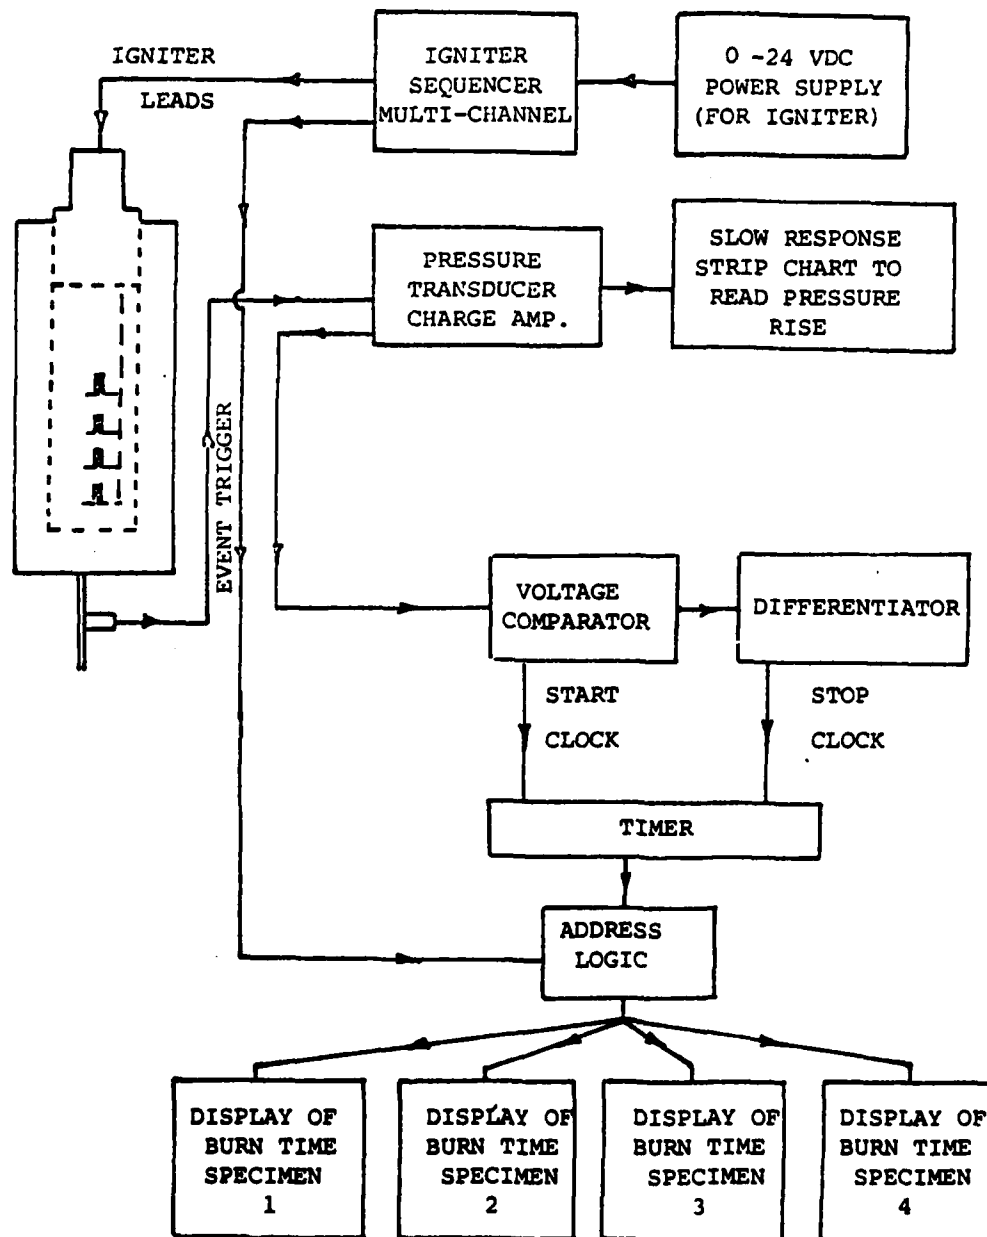 IGNITER
LEADS
IGNITER
SEQUENCER
MULTI-CHANNEL
0 -24 VDC
POWER SUPPLY
(FOR IGNITER)
PRESSURE
TRANSDUCER
CHARGE AMP.
SLOW RESPONSE
STRIP CHART TO
READ PRESSURE
RISE
EVENT TRIGGER
VOLTAGE
COMPARATOR
DIFFERENTIATOR
START
CLOCK
STOP
CLOCK
TIMER
ADDRESS
LOGIC
DISPLAY OF
BURN TIME
SPECIMEN
1
DISPLAY OF
BURN TIME
SPECIMEN
2
DISPLAY OF
BURN TIME
SPECIMEN
3
DISPLAY OF
BURN TIME
SPECIMEN
4